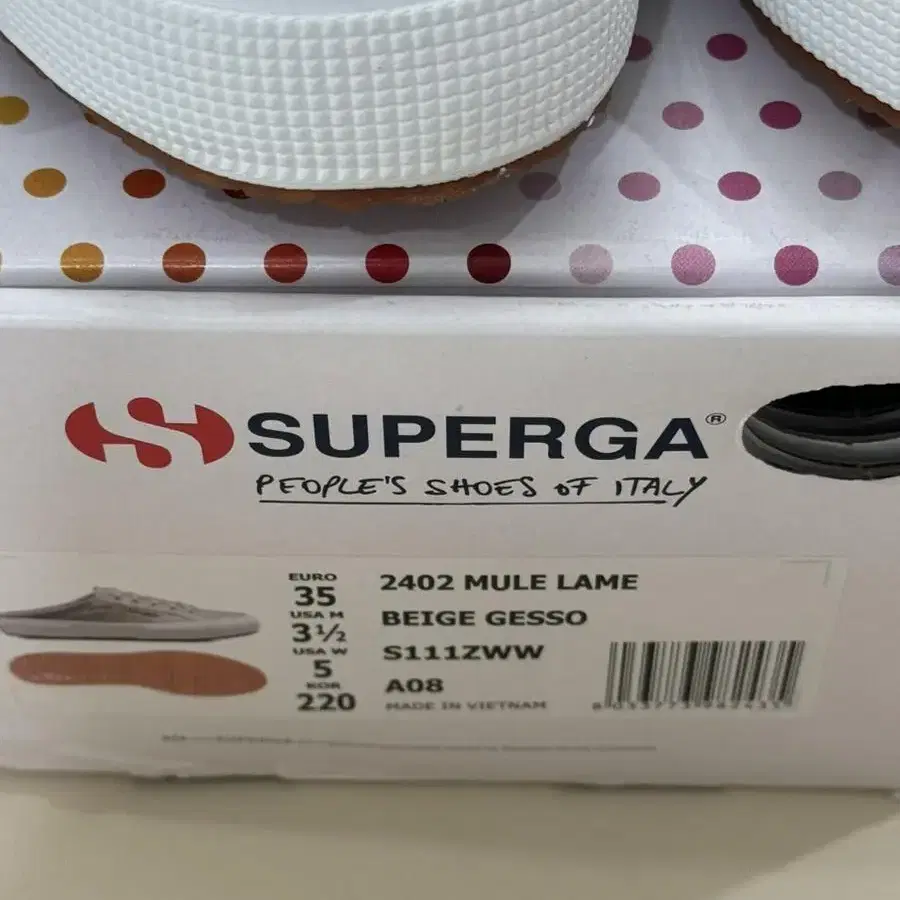 SUPERGA®
PEOPLE'S SHOES OF ITALY
EURO
35
USA M
3½
USA W
5
KOR
220
2402 MULE LAME
BEIGE GESSO
S111ZWW
A08
MADE IN VIETNAM